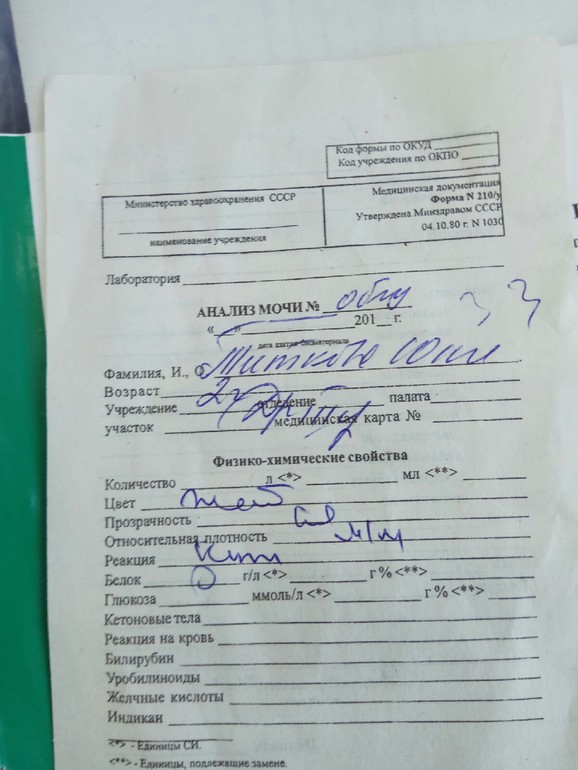 Код формы по ОКУД
Код учреждения по ОКПО
Министерство здравоохранения СССР
наименование учреждения
Медицинская документация
Форма N 210/у
Утверждена Минздравом СССР
04.10.80 г. N 1030
Лаборатория
АНАЛИЗ МОЧИ №
« » 201 г.
дата взятия биоматериала
Фамилия, И., О
Возраст
Учреждение отделение палата
участок медицинская карта №
Физико-химические свойства
Количество л <*> мл <**>
Цвет жел
Прозрачность
Относительная плотность м/м
Реакция
Белок 0 г/л <*> г % <**>
Глюкоза ммоль/л <*> г % <**>
Кетоновые тела
Реакция на кровь
Билирубин
Уробилиноиды
Желчные кислоты
Индикан
<*> - Единицы СИ.
<**> - Единицы, подлежащие замене.